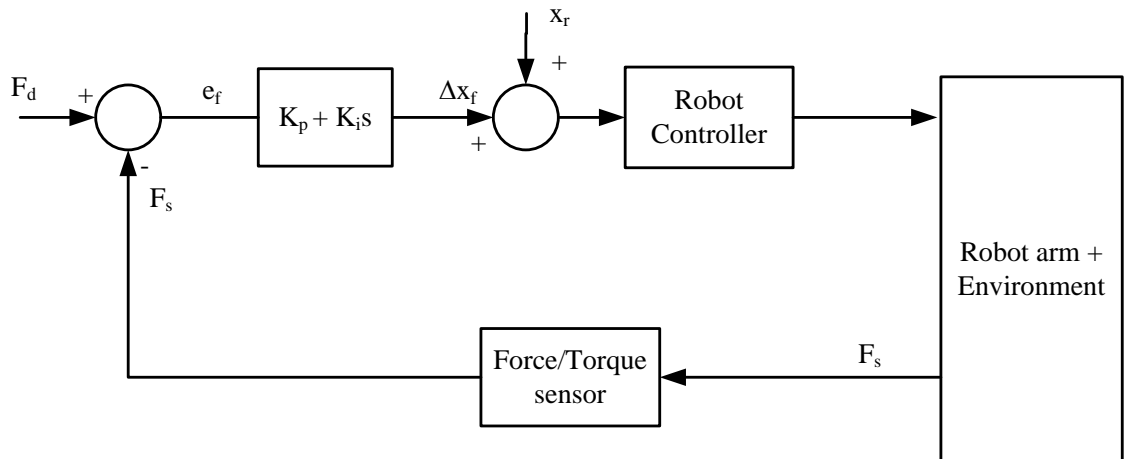 x_r
+
F_d
+
e_f
K_p + K_i s
Δx_f
+
Robot
Controller
-
F_s
Robot arm +
Environment
Force/Torque
sensor
F_s